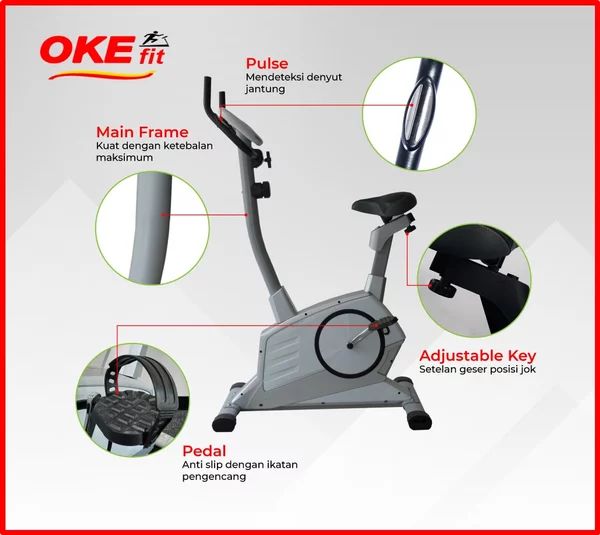 OKE fit
Pulse
Mendeteksi denyut
jantung
Main Frame
Kuat dengan ketebalan
maksimum
Adjustable Key
Setelan geser posisi jok
Pedal
Anti slip dengan ikatan
pengencang